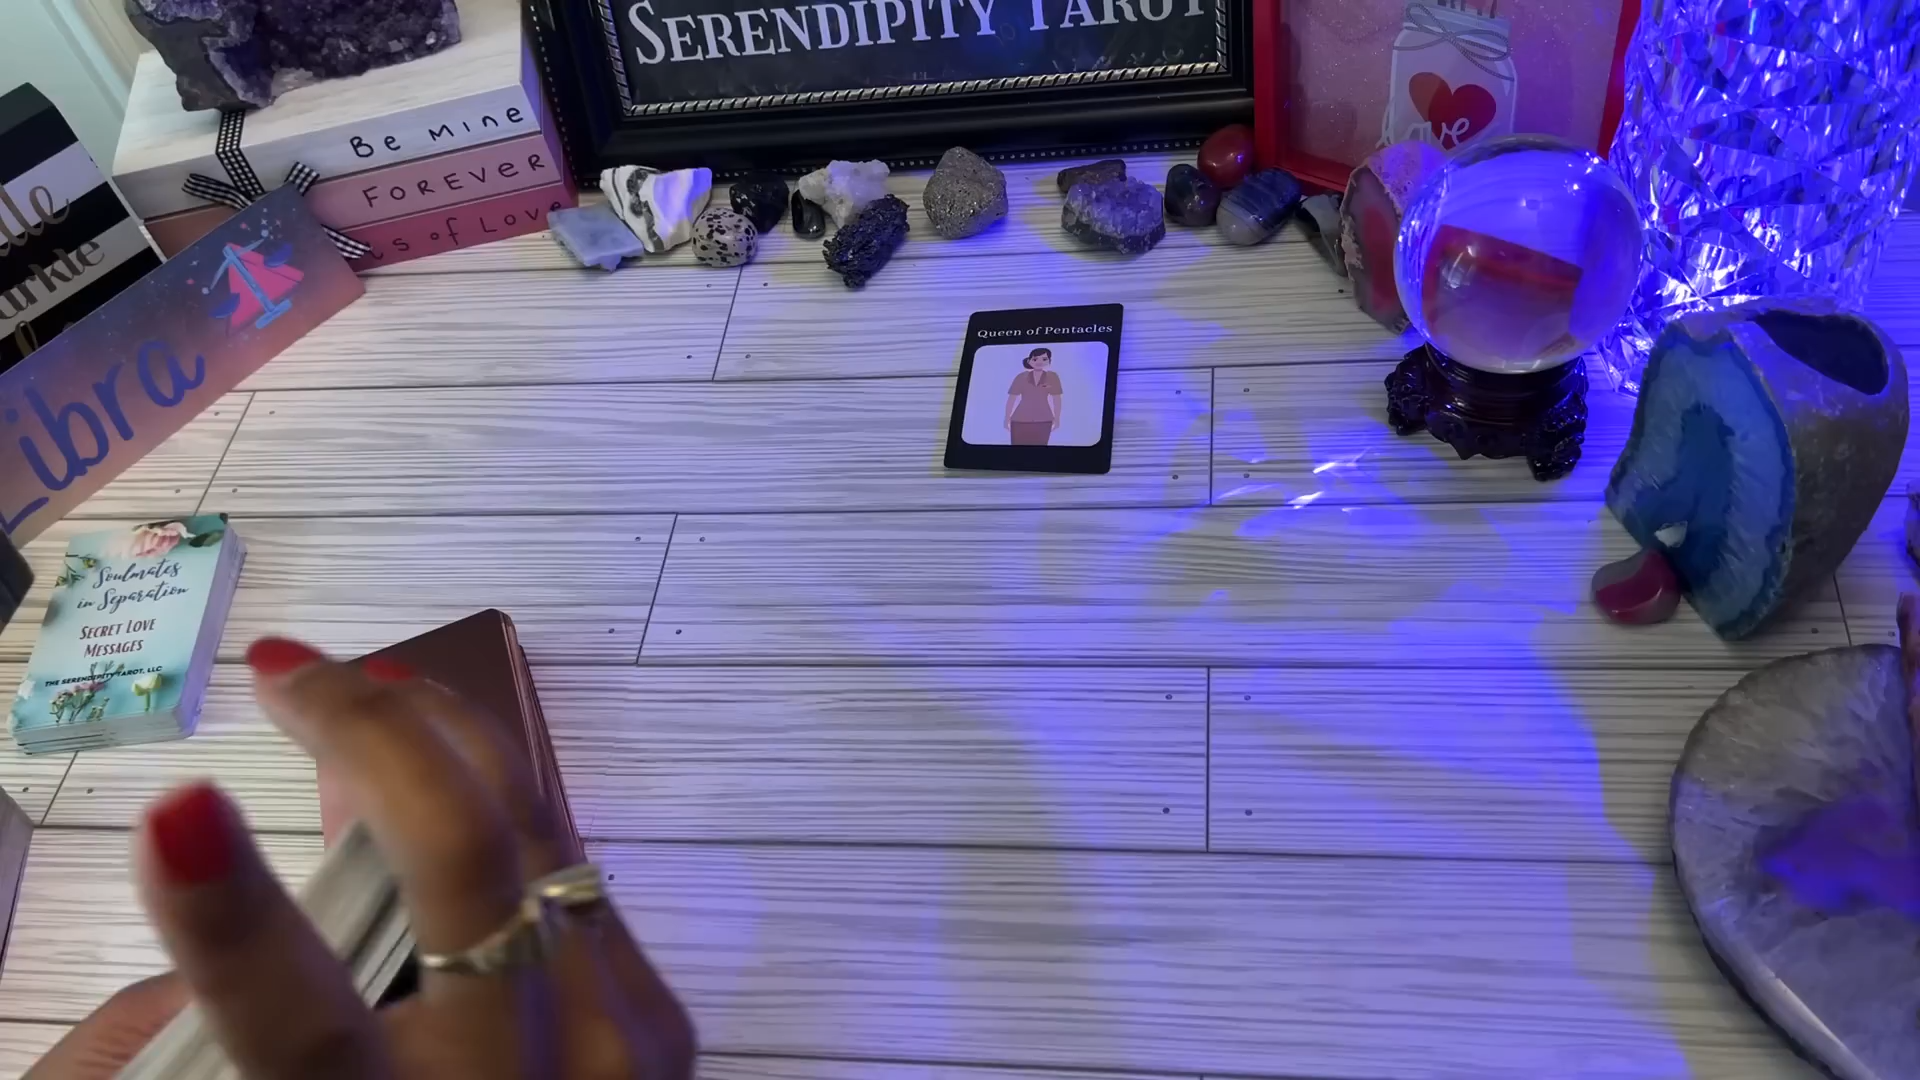 SERENDIPITY TAROT
Be Mine
FOREVER
of Love
love
Libra
Queen of Pentacles
Soulmates
in Separation
SECRET LOVE
MESSAGES
THE SERENDIPITY TAROT, LLC